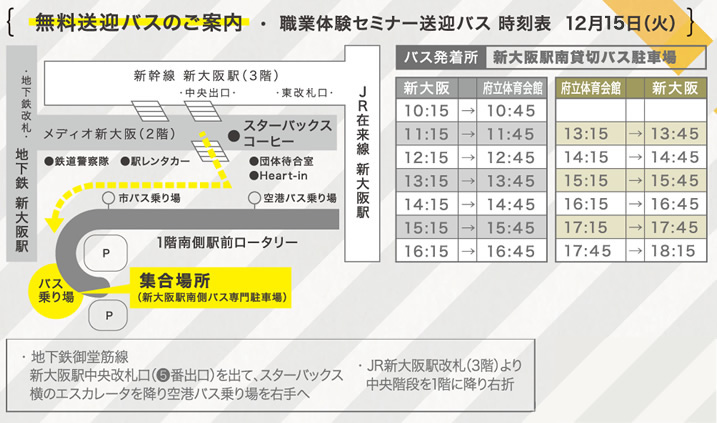 無料送迎バスのご案内 ・ 職業体験セミナー送迎バス 時刻表 12月15日(火)
・地下鉄改札・
地下鉄 新大阪駅
新幹線 新大阪駅(3階)
・中央出口・
・東改札口・
メディオ新大阪(2階)
●スターバックス
コーヒー
●鉄道警察隊 ●駅レンタカー
●団体待合室
●Heart-in
市バス乗り場
空港バス乗り場
1階南側駅前ロータリー
P
P
バス
乗り場
集合場所
(新大阪駅南側バス専門駐車場)
JR在来線 新大阪駅
バス発着所 新大阪駅南貸切バス駐車場
新大阪 府立体育会館
10:15 → 10:45
11:15 → 11:45
12:15 → 12:45
13:15 → 13:45
14:15 → 14:45
15:15 → 15:45
16:15 → 16:45
府立体育会館 新大阪
13:15 → 13:45
14:15 → 14:45
15:15 → 15:45
16:15 → 16:45
17:15 → 17:45
17:45 → 18:15
・地下鉄御堂筋線
新大阪駅中央改札口(❺番出口)を出て、スターバックス
横のエスカレータを降り空港バス乗り場を右手へ
・JR新大阪駅改札(3階)より
中央階段を1階に降り右折